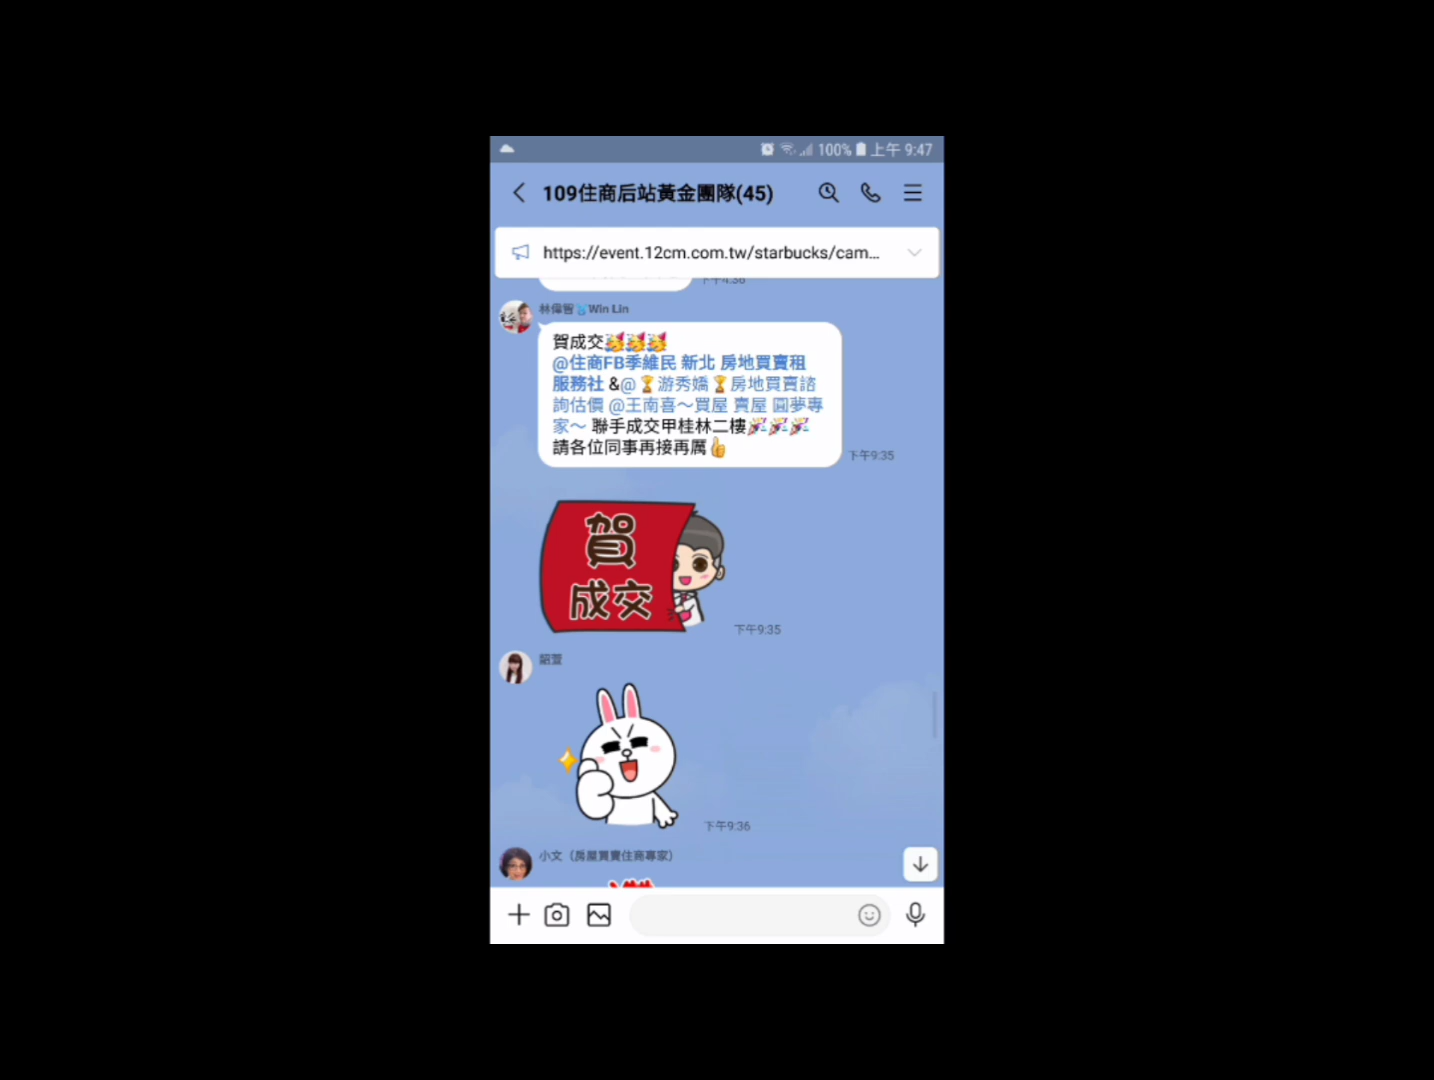 100% 上午 9:47
109住商后站黃金團隊(45)
https://event.12cm.com.tw/starbucks/cam...
下午4:36
林偉智 Win Lin
賀成交🥳🥳🥳
@住商FB季維民 新北 房地買賣租
服務社 &@🏆游秀嬌🏆房地買賣諮
詢估價 @王南喜～買屋 賣屋 圓夢專
家～ 聯手成交甲桂林二樓🎉🎉🎉
請各位同事再接再厲👍
下午9:35
賀
成交
下午9:35
下午9:36
小文（房屋買賣住商專家）